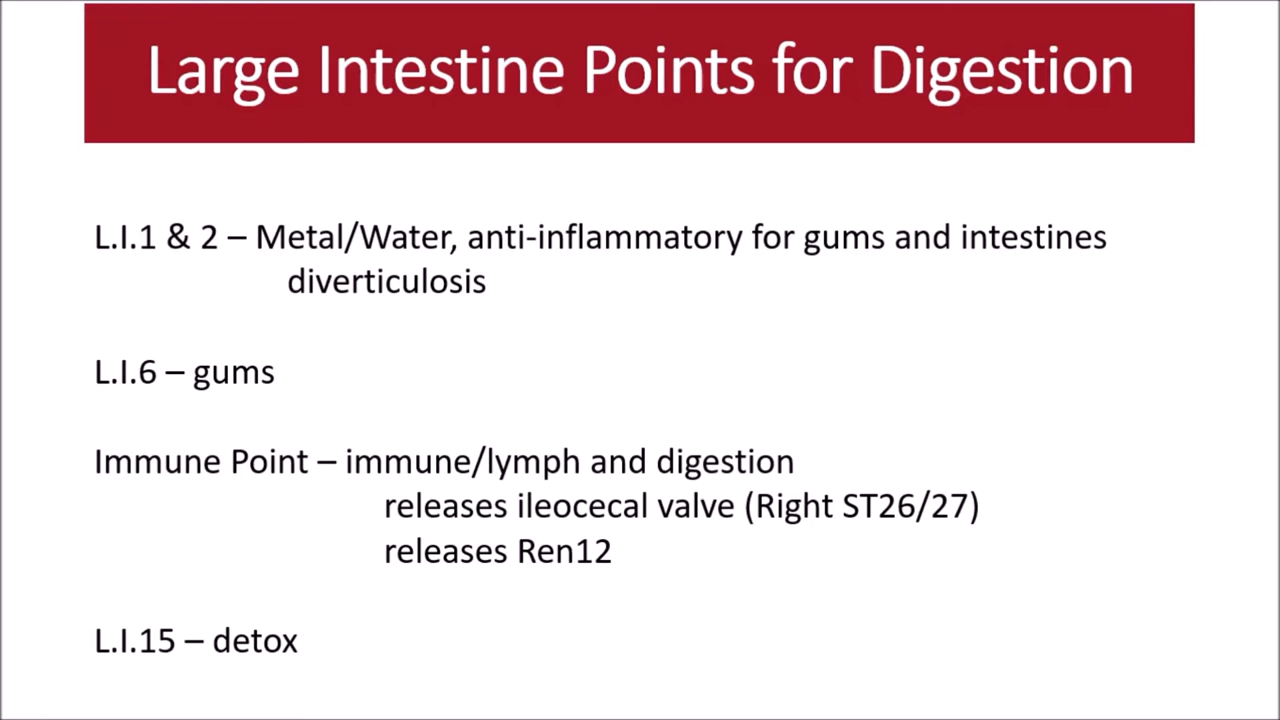 Large Intestine Points for Digestion
L.I.1 & 2 – Metal/Water, anti-inflammatory for gums and intestines
diverticulosis
L.I.6 – gums
Immune Point – immune/lymph and digestion
releases ileocecal valve (Right ST26/27)
releases Ren12
L.I.15 – detox